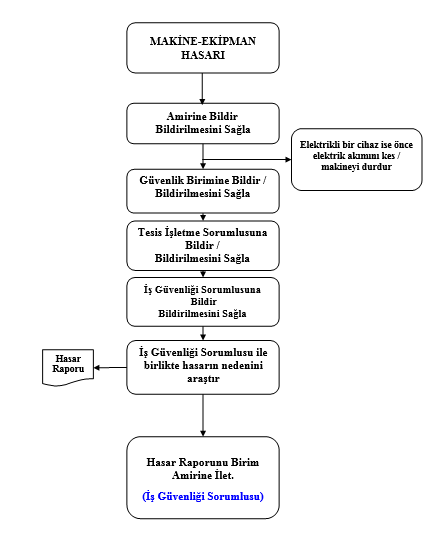 MAKİNE-EKİPMAN
HASARI
Amirine Bildir
Bildirilmesini Sağla
Elektrikli bir cihaz ise önce
elektrik akımını kes /
makineyi durdur
Güvenlik Birimine Bildir /
Bildirilmesini Sağla
Tesis İşletme Sorumlusuna
Bildir /
Bildirilmesini Sağla
İş Güvenliği Sorumlusuna
Bildir
Bildirilmesini Sağla
İş Güvenliği Sorumlusu ile
birlikte hasarın nedenini
araştır
Hasar
Raporu
Hasar Raporunu Birim
Amirine İlet.
(İş Güvenliği Sorumlusu)